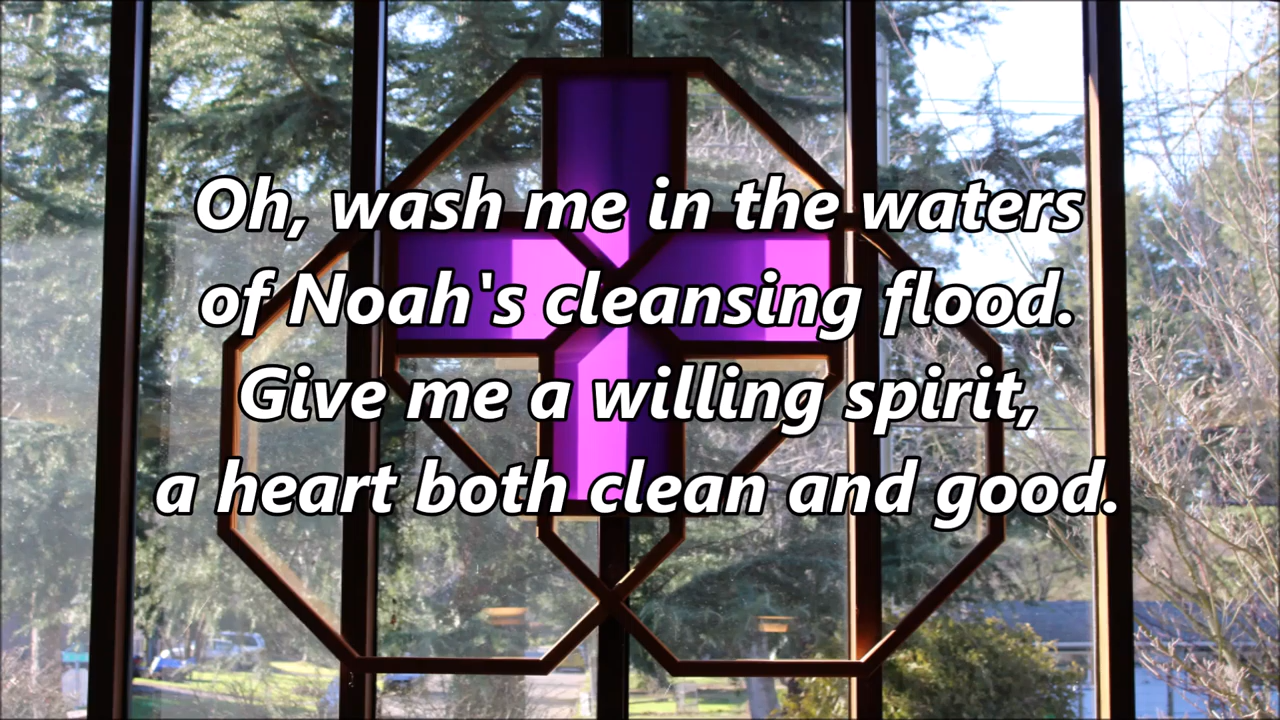 Oh, wash me in the waters
of Noah's cleansing flood.
Give me a willing spirit,
a heart both clean and good.